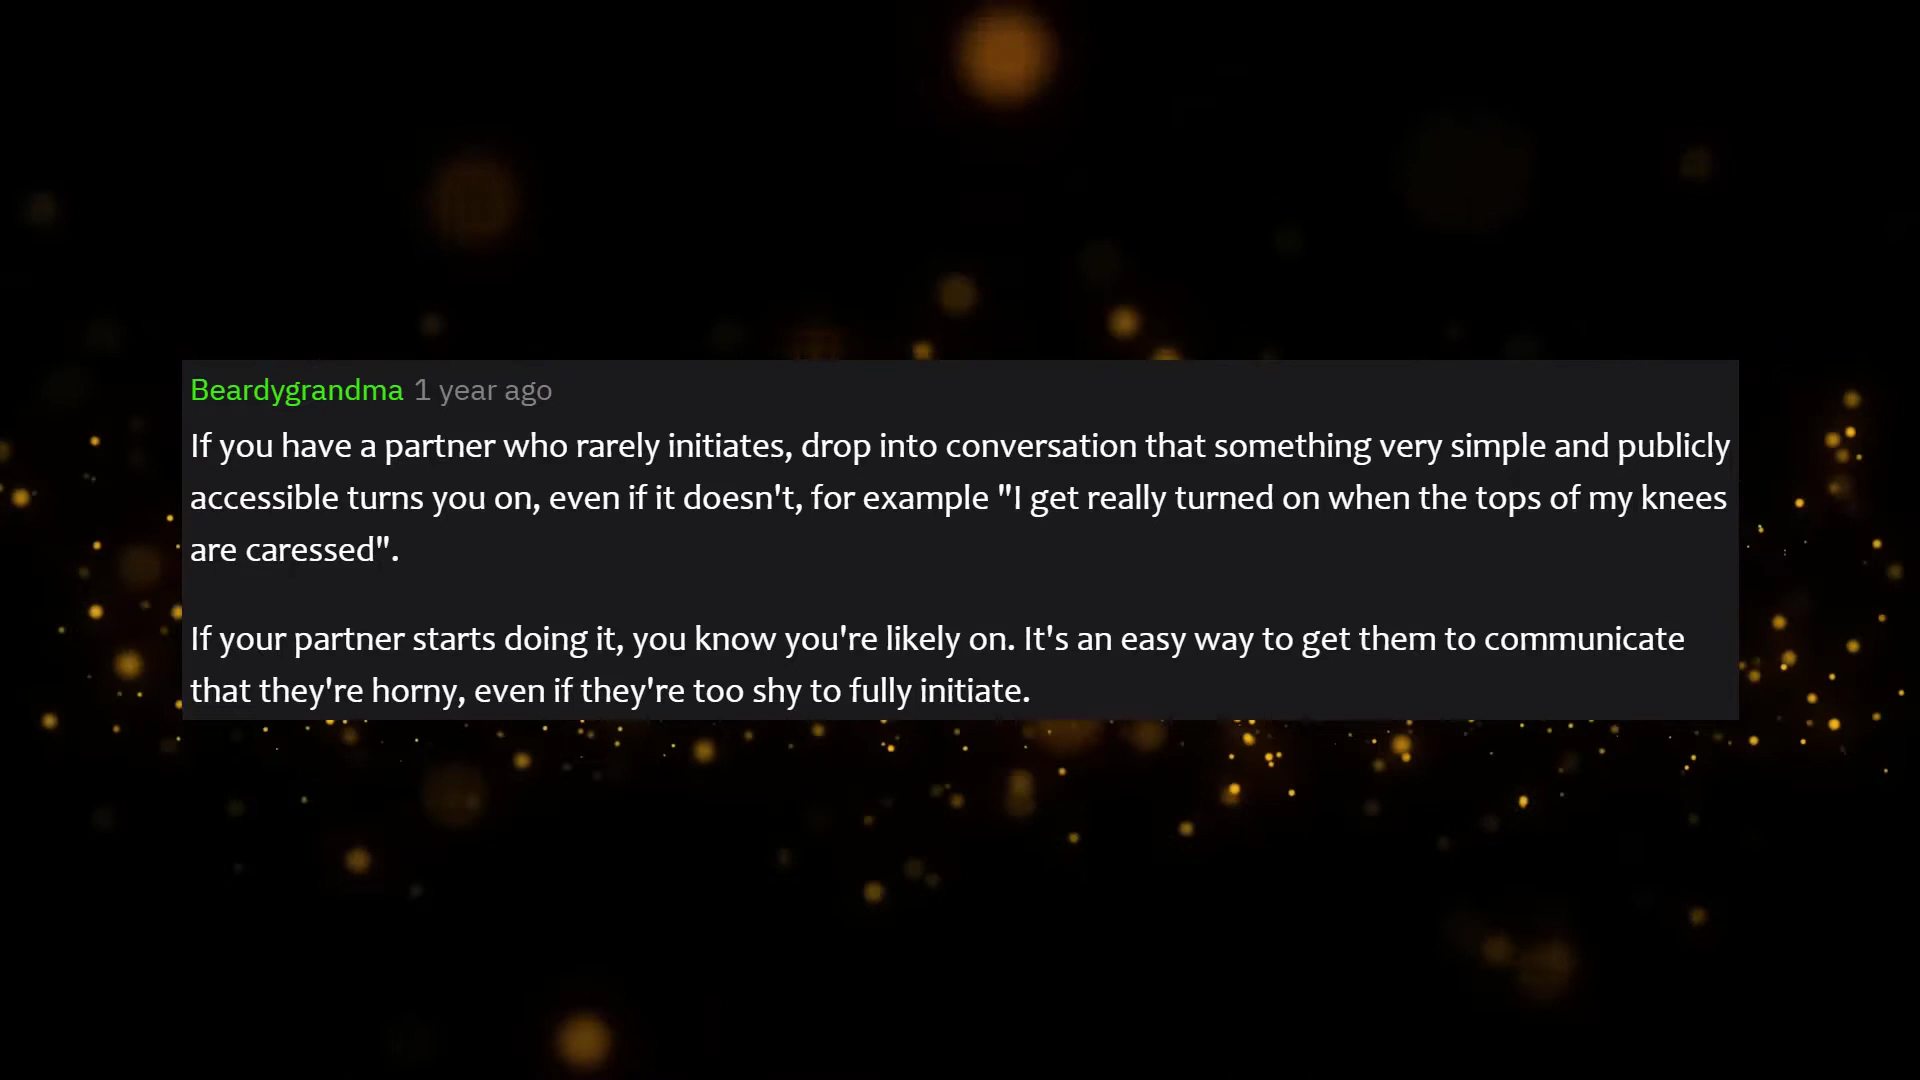 Beardygrandma 1 year ago
If you have a partner who rarely initiates, drop into conversation that something very simple and publicly
accessible turns you on, even if it doesn't, for example "I get really turned on when the tops of my knees
are caressed".
If your partner starts doing it, you know you're likely on. It's an easy way to get them to communicate
that they're horny, even if they're too shy to fully initiate.